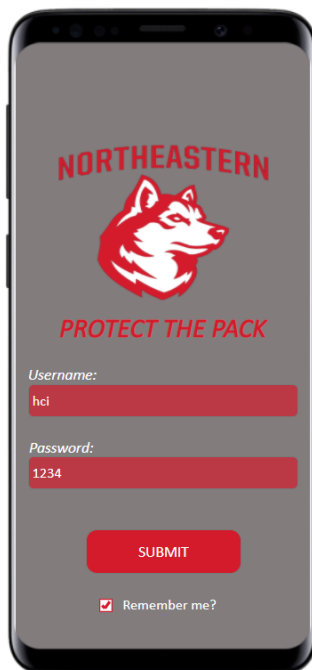 NORTHEASTERN
PROTECT THE PACK
Username:
hci
Password:
1234
SUBMIT
Remember me?